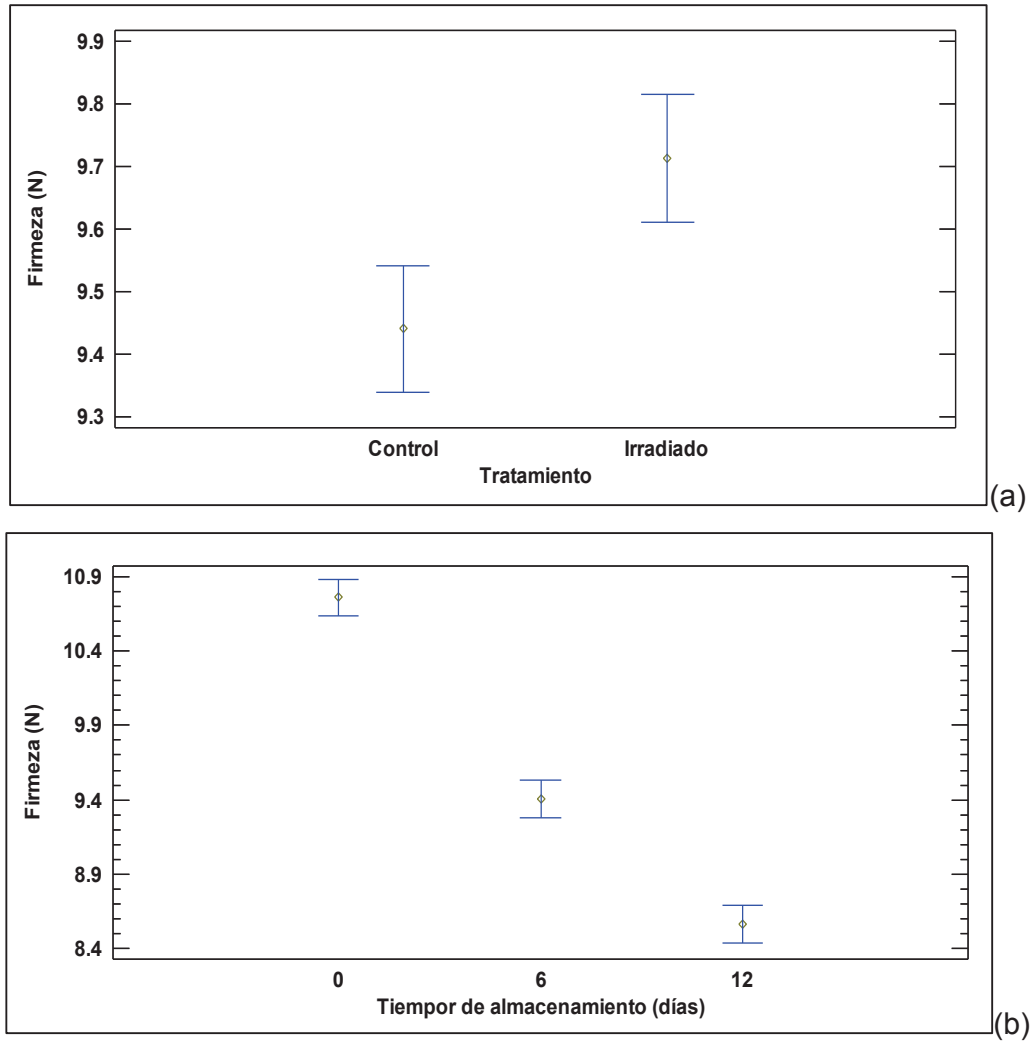 9.9
9.8
9.7
9.6
9.5
9.4
9.3
Firmeza (N)
Control Irradiado
Tratamiento
(a)
10.9
10.4
9.9
9.4
8.9
8.4
Firmeza (N)
0 6 12
Tiempor de almacenamiento (días)
(b)